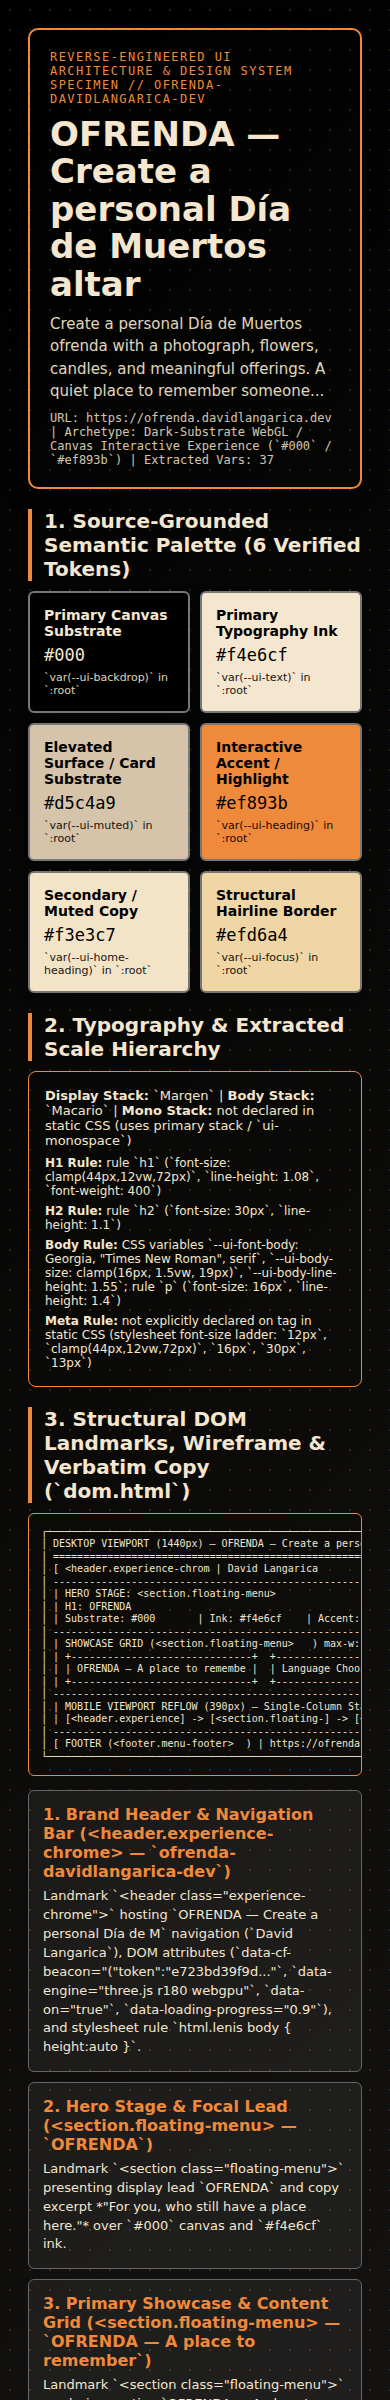 REVERSE-ENGINEERED UI
ARCHITECTURE & DESIGN SYSTEM
SPECIMEN // OFRENDA-
DAVIDLANGARICA-DEV
OFRENDA —
Create a
personal Día
de Muertos
altar
Create a personal Día de Muertos
ofrenda with a photograph, flowers,
candles, and meaningful offerings. A
quiet place to remember someone...
URL: https://ofrenda.davidlangarica.dev
| Archetype: Dark-Substrate WebGL /
Canvas Interactive Experience (`#000` /
`#ef893b`) | Extracted Vars: 37
1. Source-Grounded
Semantic Palette (6 Verified
Tokens)
Primary Canvas
Substrate
#000
`var(--ui-backdrop)` in
`:root`
Primary
Typography Ink
#f4e6cf
`var(--ui-text)` in
`:root`
Elevated
Surface / Card
Substrate
#d5c4a9
`var(--ui-muted)` in
`:root`
Interactive
Accent /
Highlight
#ef893b
`var(--ui-heading)` in
`:root`
Secondary /
Muted Copy
#f3e3c7
`var(--ui-home-
heading)` in `:root`
Structural
Hairline Border
#efd6a4
`var(--ui-focus)` in
`:root`
2. Typography & Extracted
Scale Hierarchy
Display Stack: `Marqen` | Body Stack:
`Macario` | Mono Stack: not declared in
static CSS (uses primary stack / `ui-
monospace`)
H1 Rule: rule `h1` (`font-size:
clamp(44px,12vw,72px)`, `line-height: 1.08`,
`font-weight: 400`)
H2 Rule: rule `h2` (`font-size: 30px`, `line-
height: 1.1`)
Body Rule: CSS variables `--ui-font-body:
Georgia, "Times New Roman", serif`, `--ui-body-
size: clamp(16px, 1.5vw, 19px)`, `--ui-body-line-
height: 1.55`; rule `p` (`font-size: 16px`, `line-
height: 1.4`)
Meta Rule: not explicitly declared on tag in
static CSS (stylesheet font-size ladder: `12px`,
`clamp(44px,12vw,72px)`, `16px`, `30px`,
`13px`)
3. Structural DOM
Landmarks, Wireframe &
Verbatim Copy
(`dom.html`)
| DESKTOP VIEWPORT (1440px) — OFRENDA — Create a pers
| =====================================================
| [ <header.experience-chrom | David Langarica
| -----------------------------------------------------
| | HERO STAGE: <section.floating-menu>
| | H1: OFRENDA
| | Substrate: #000 | Ink: #f4e6cf | Accent:
| -----------------------------------------------------
| | SHOWCASE GRID (<section.floating-menu> ) max-w:
| | +------------------------------+ +---------------
| | | OFRENDA — A place to remembe | | Language Choo
| | +------------------------------+ +---------------
| -----------------------------------------------------
| | MOBILE VIEWPORT REFLOW (390px) — Single-Column St
| | [<header.experience] -> [<section.floating-] -> [
| -----------------------------------------------------
| [ FOOTER (<footer.menu-footer> ) | https://ofrenda
1. Brand Header & Navigation
Bar (<header.experience-
chrome> — `ofrenda-
davidlangarica-dev`)
Landmark `<header class="experience-
chrome">` hosting `OFRENDA — Create a
personal Día de M` navigation (`David
Langarica`), DOM attributes (`data-cf-
beacon="("token":"e723bd39f9d..."`, `data-
engine="three.js r180 webgpu"`, `data-
on="true"`, `data-loading-progress="0.9"`),
and stylesheet rule `html.lenis body {
height:auto }`.
2. Hero Stage & Focal Lead
(<section.floating-menu> —
`OFRENDA`)
Landmark `<section class="floating-menu">`
presenting display lead `OFRENDA` and copy
excerpt *"For you, who still have a place
here."* over `#000` canvas and `#f4e6cf`
ink.
3. Primary Showcase & Content
Grid (<section.floating-menu> —
`OFRENDA — A place to
remember`)
Landmark `<section class="floating-menu">`